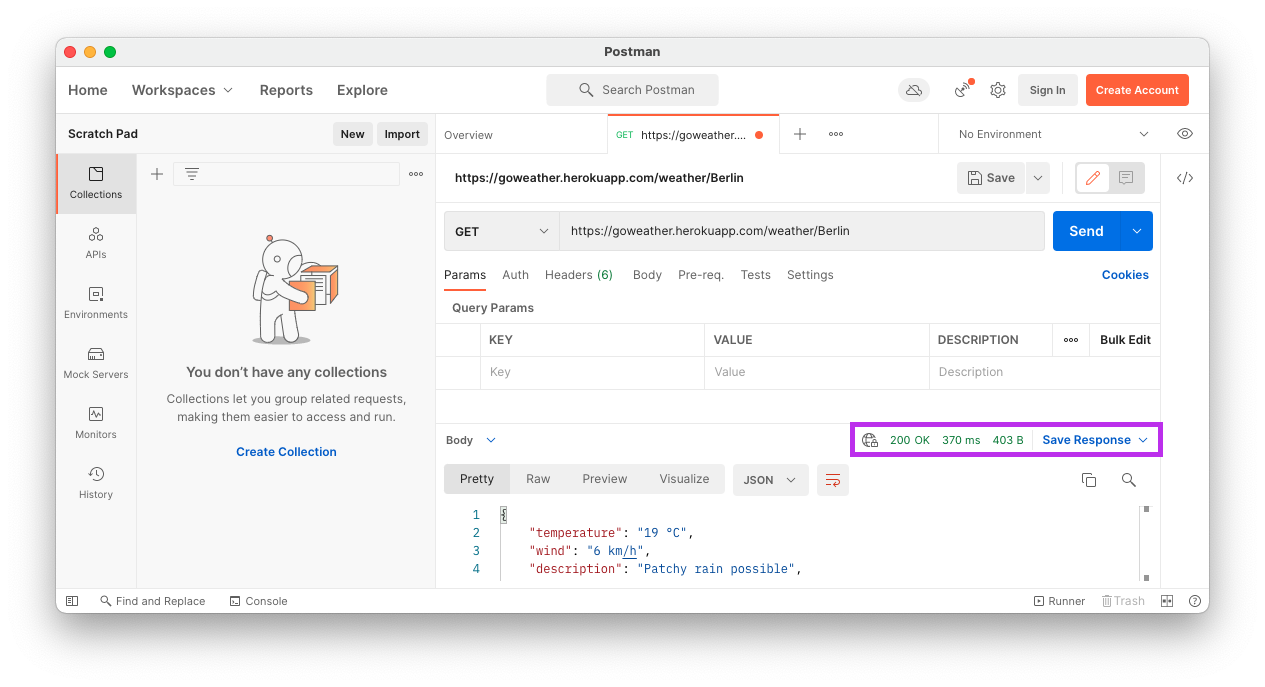 Postman
Home Workspaces Reports Explore Search Postman Sign In Create Account
Scratch Pad New Import Overview GET https://goweather.... No Environment
Collections
APIs
Environments
Mock Servers
Monitors
History
You don’t have any collections
Collections let you group related requests,
making them easier to access and run.
Create Collection
https://goweather.herokuapp.com/weather/Berlin Save
GET https://goweather.herokuapp.com/weather/Berlin Send
Params Auth Headers (6) Body Pre-req. Tests Settings Cookies
Query Params
KEY VALUE DESCRIPTION Bulk Edit
Key Value Description
Body 200 OK 370 ms 403 B Save Response
Pretty Raw Preview Visualize JSON
1 {
2 "temperature": "19 °C",
3 "wind": "6 km/h",
4 "description": "Patchy rain possible",
Find and Replace Console Runner Trash